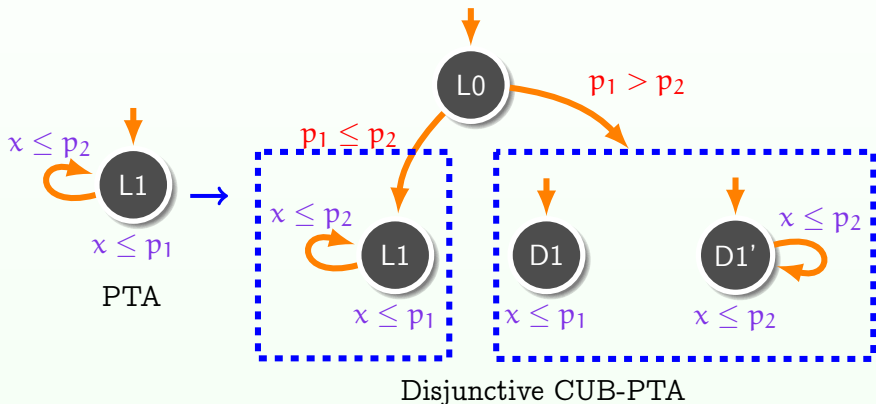 L0
p₁ > p₂
p₁ ≤ p₂
x ≤ p₂
L1
x ≤ p₁
PTA
x ≤ p₂
L1
x ≤ p₁
D1
x ≤ p₁
D1'
x ≤ p₂
x ≤ p₂
Disjunctive CUB-PTA